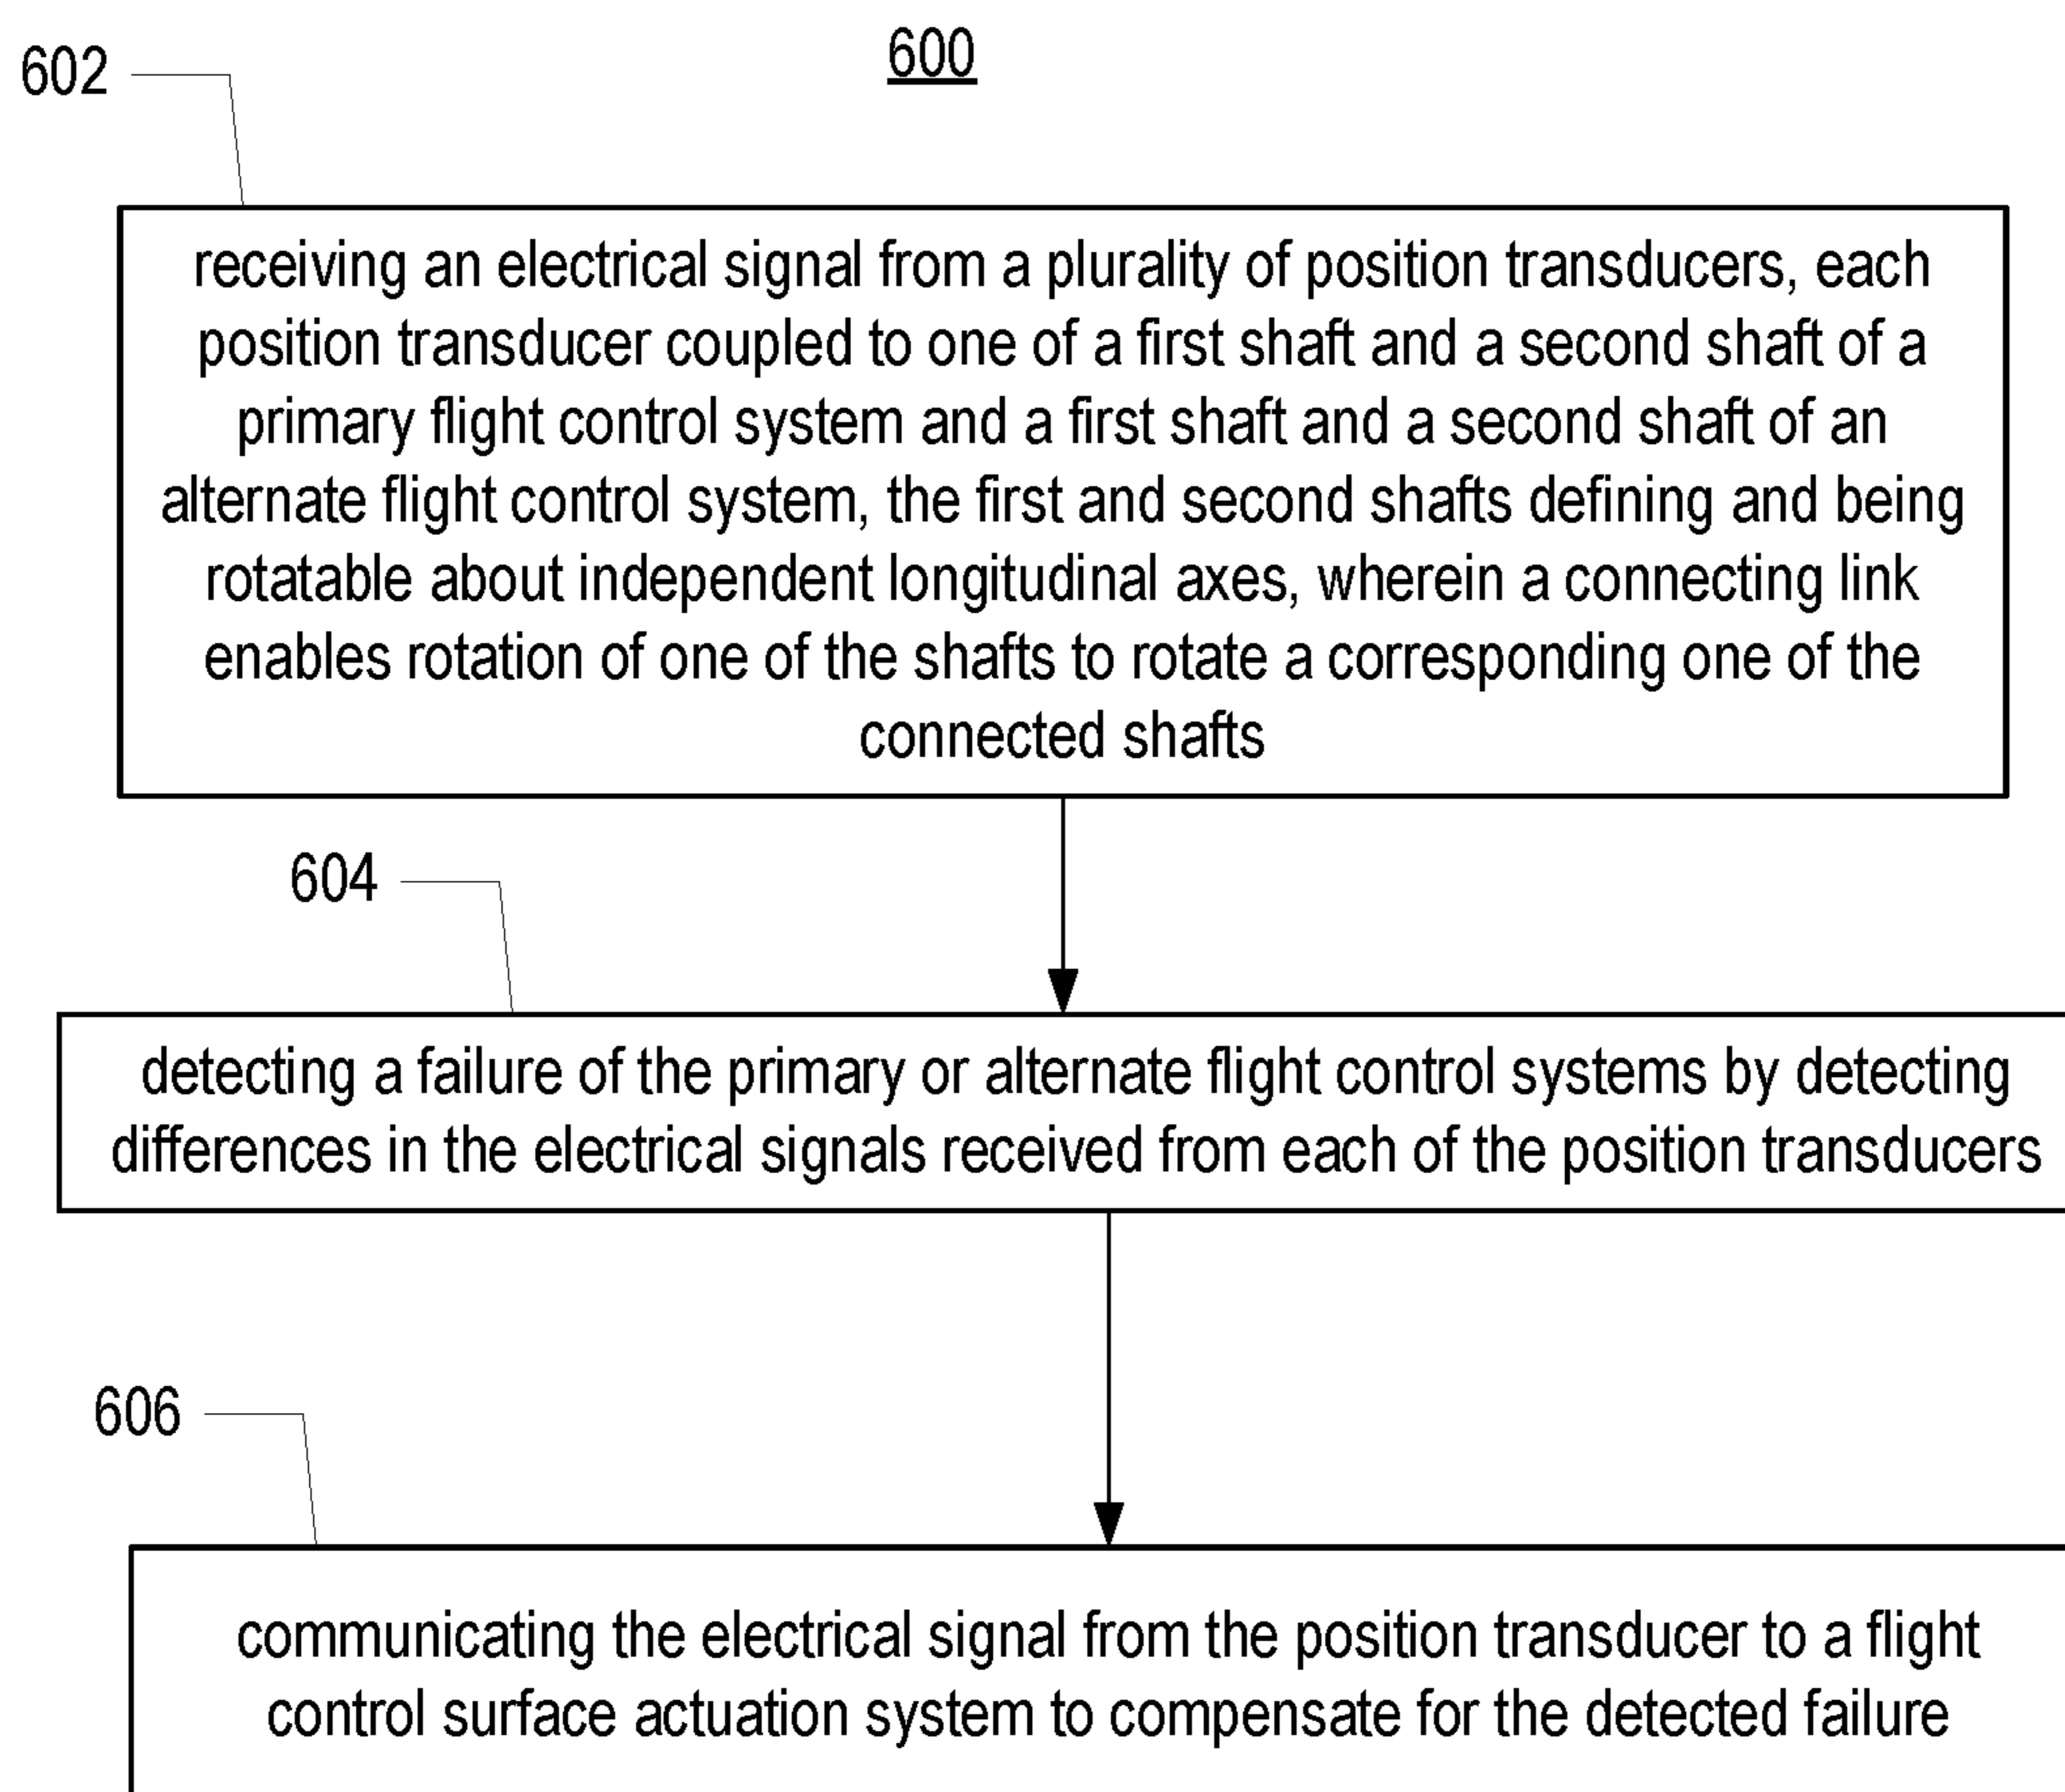 600
602
receiving an electrical signal from a plurality of position transducers, each
position transducer coupled to one of a first shaft and a second shaft of a
primary flight control system and a first shaft and a second shaft of an
alternate flight control system, the first and second shafts defining and being
rotatable about independent longitudinal axes, wherein a connecting link
enables rotation of one of the shafts to rotate a corresponding one of the
connected shafts
604
detecting a failure of the primary or alternate flight control systems by detecting
differences in the electrical signals received from each of the position transducers
606
communicating the electrical signal from the position transducer to a flight
control surface actuation system to compensate for the detected failure